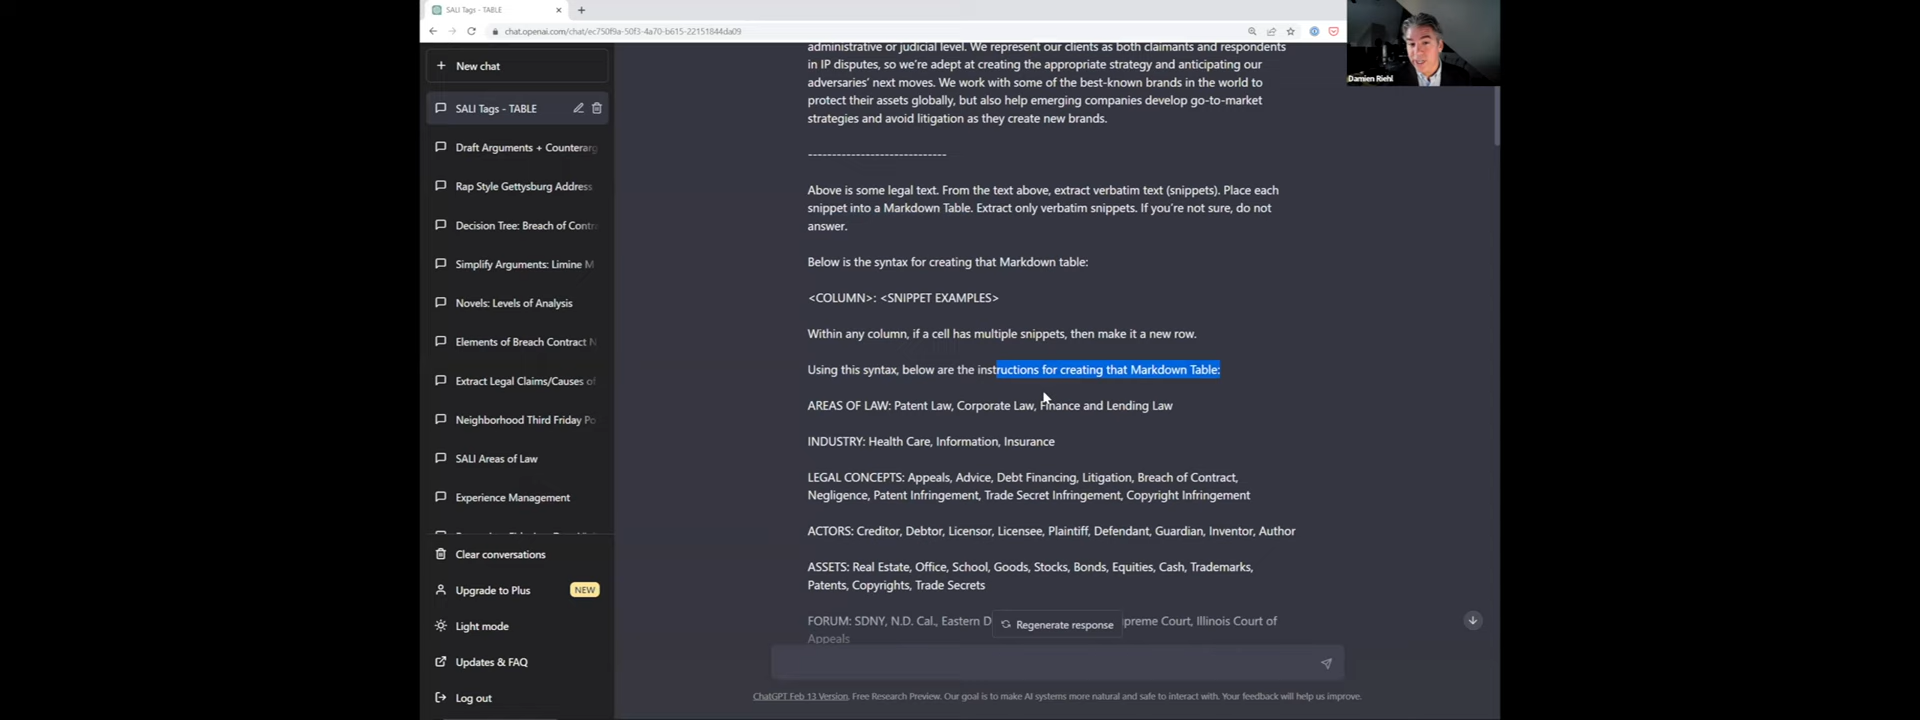 SALI Tags - TABLE
chat.openai.com/chat/ec750f9a-50f3-4a70-b615-22151844da09
Damien Riehl
New chat
SALI Tags - TABLE
Draft Arguments + Counterarg
Rap Style Gettysburg Address
Decision Tree: Breach of Contr
Simplify Arguments: Limine M
Novels: Levels of Analysis
Elements of Breach Contract N
Extract Legal Claims/Causes of
Neighborhood Third Friday Po
SALI Areas of Law
Experience Management
Clear conversations
Upgrade to Plus NEW
Light mode
Updates & FAQ
Log out
administrative or judicial level. We represent our clients as both claimants and respondents
in IP disputes, so we're adept at creating the appropriate strategy and anticipating our
adversaries' next moves. We work with some of the best-known brands in the world to
protect their assets globally, but also help emerging companies develop go-to-market
strategies and avoid litigation as they create new brands.
----------------------------
Above is some legal text. From the text above, extract verbatim text (snippets). Place each
snippet into a Markdown Table. Extract only verbatim snippets. If you're not sure, do not
answer.
Below is the syntax for creating that Markdown table:
<COLUMN>: <SNIPPET EXAMPLES>
Within any column, if a cell has multiple snippets, then make it a new row.
Using this syntax, below are the instructions for creating that Markdown Table:
AREAS OF LAW: Patent Law, Corporate Law, Finance and Lending Law
INDUSTRY: Health Care, Information, Insurance
LEGAL CONCEPTS: Appeals, Advice, Debt Financing, Litigation, Breach of Contract,
Negligence, Patent Infringement, Trade Secret Infringement, Copyright Infringement
ACTORS: Creditor, Debtor, Licensor, Licensee, Plaintiff, Defendant, Guardian, Inventor, Author
ASSETS: Real Estate, Office, School, Goods, Stocks, Bonds, Equities, Cash, Trademarks,
Patents, Copyrights, Trade Secrets
FORUM: SDNY, N.D. Cal., Eastern D preme Court, Illinois Court of
Appeals
Regenerate response
ChatGPT Feb 13 Version. Free Research Preview. Our goal is to make AI systems more natural and safe to interact with. Your feedback will help us improve.